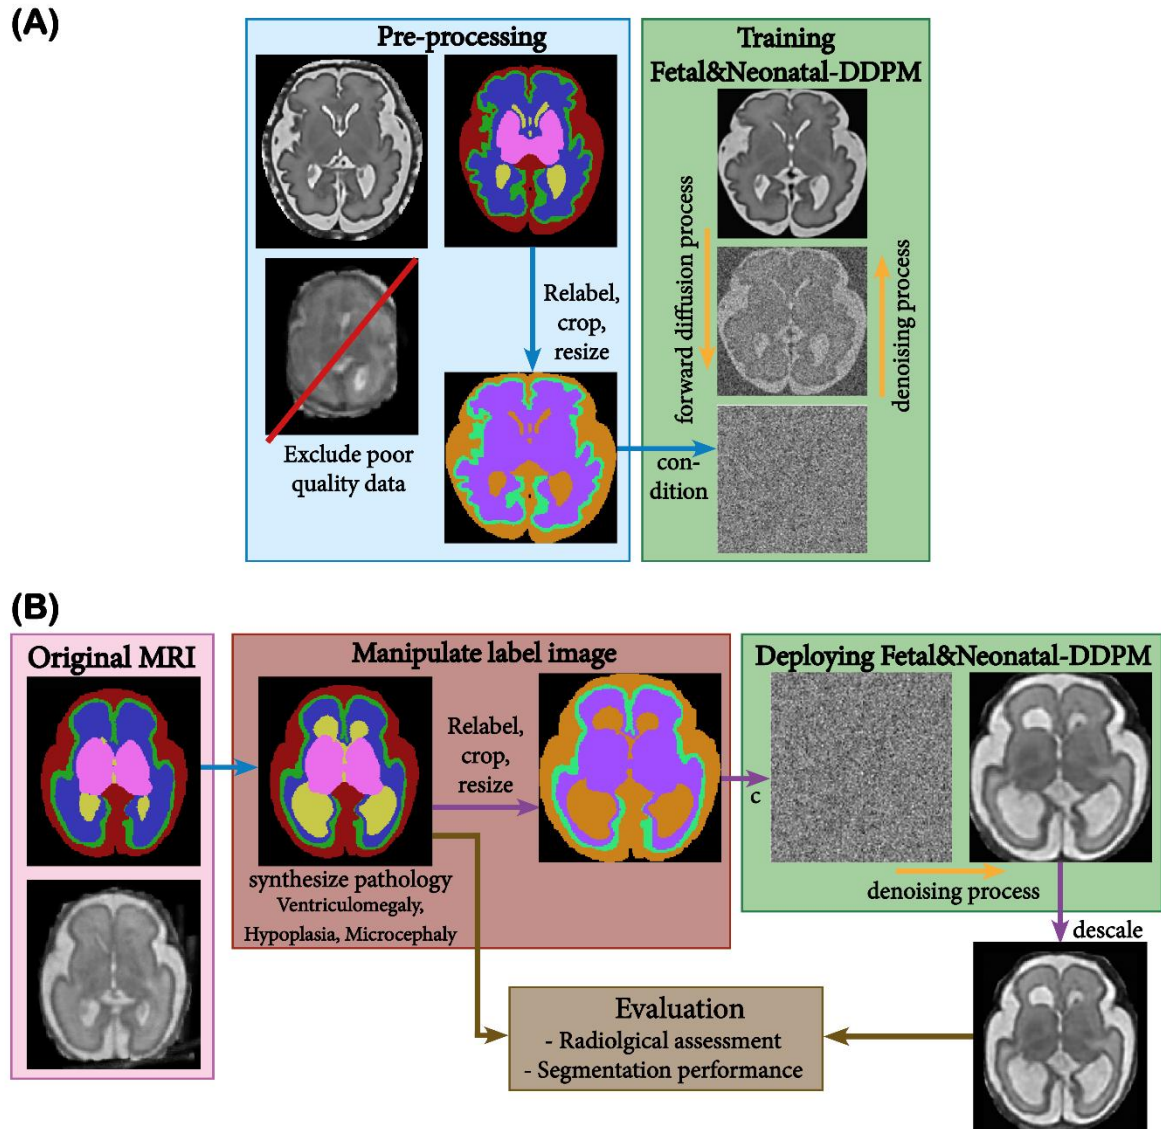 (A)
Pre-processing
Training
Fetal&Neonatal-DDPM
Relabel,
crop,
resize
Exclude poor
quality data
con-
dition
forward diffusion process
denoising process
(B)
Original MRI
Manipulate label image
Deploying Fetal&Neonatal-DDPM
Relabel,
crop,
resize
c
synthesize pathology
Ventriculomegaly,
Hypoplasia, Microcephaly
denoising process
descale
Evaluation
- Radiolgical assessment
- Segmentation performance